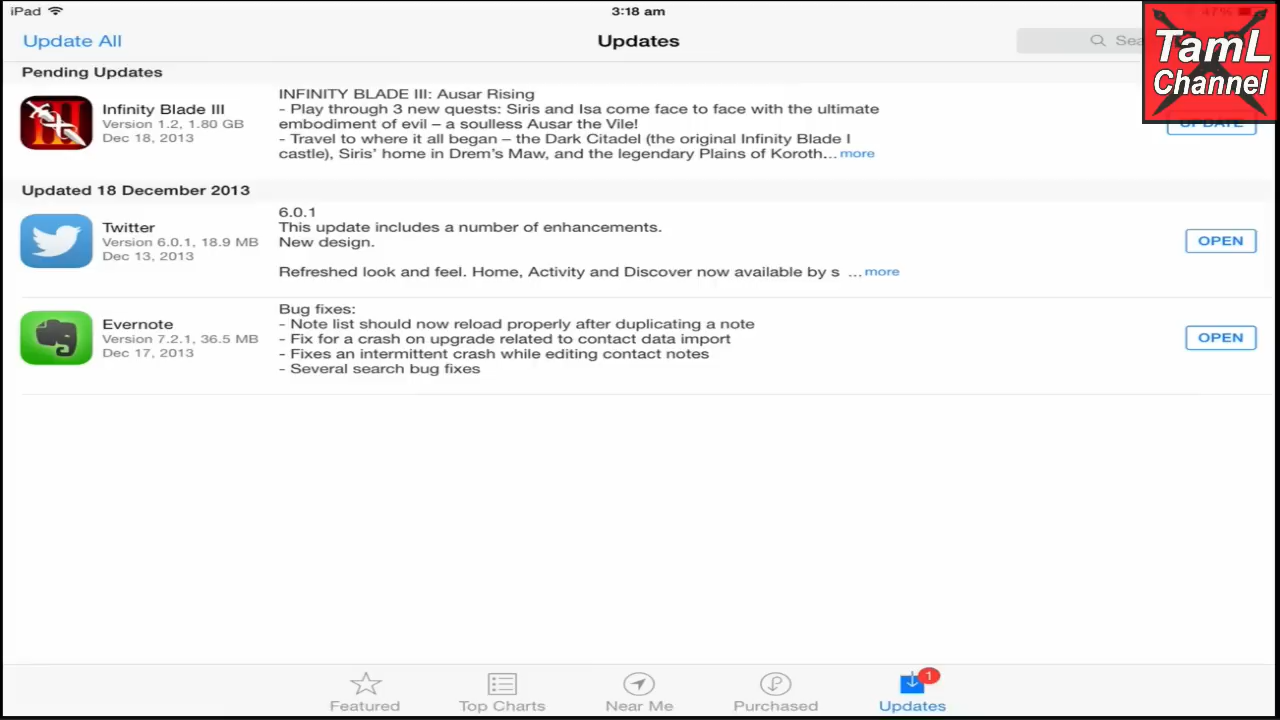 iPad
3:18 am
47%
Update All
Updates
TamL
Channel
Pending Updates
Infinity Blade III
Version 1.2, 1.80 GB
Dec 18, 2013
INFINITY BLADE III: Ausar Rising
- Play through 3 new quests: Siris and Isa come face to face with the ultimate
embodiment of evil – a soulless Ausar the Vile!
- Travel to where it all began – the Dark Citadel (the original Infinity Blade I
castle), Siris’ home in Drem’s Maw, and the legendary Plains of Koroth... more
UPDATE
Updated 18 December 2013
Twitter
Version 6.0.1, 18.9 MB
Dec 13, 2013
6.0.1
This update includes a number of enhancements.
New design.
Refreshed look and feel. Home, Activity and Discover now available by s ... more
OPEN
Evernote
Version 7.2.1, 36.5 MB
Dec 17, 2013
Bug fixes:
- Note list should now reload properly after duplicating a note
- Fix for a crash on upgrade related to contact data import
- Fixes an intermittent crash while editing contact notes
- Several search bug fixes
OPEN
Featured
Top Charts
Near Me
Purchased
1
Updates